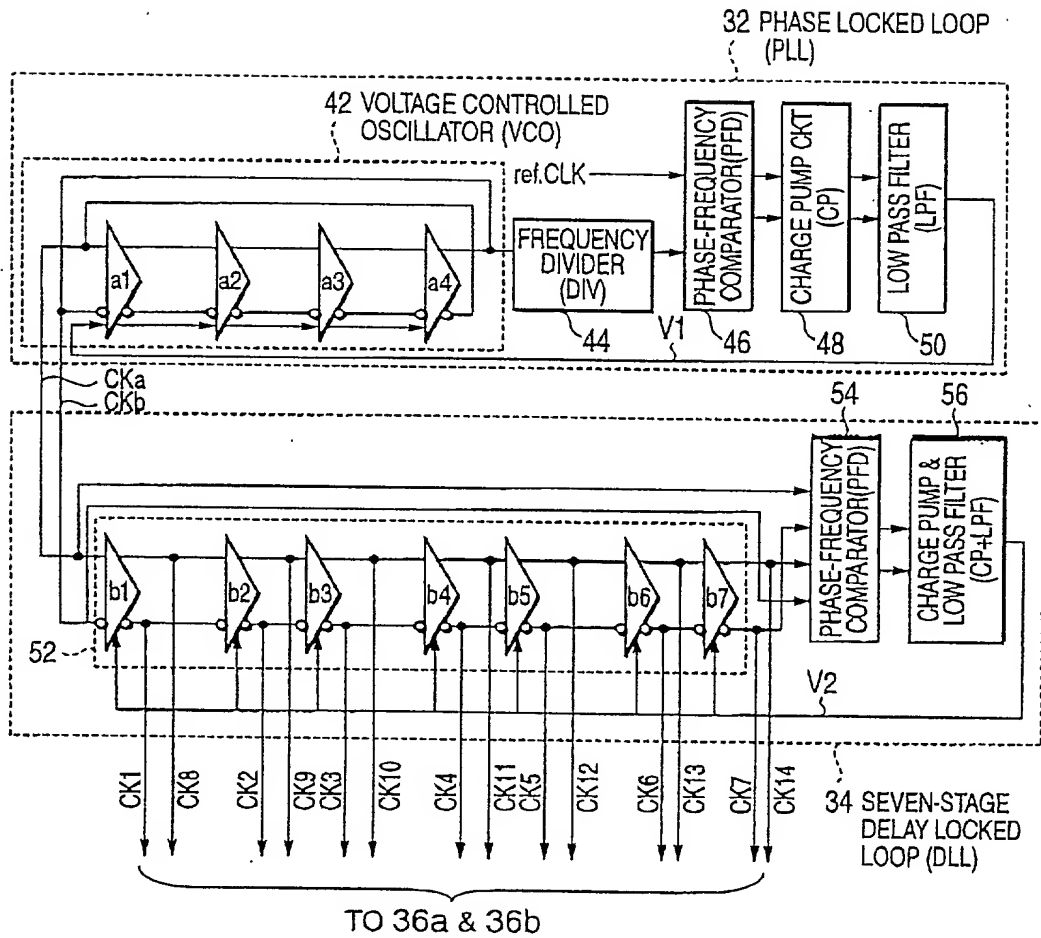 32 PHASE LOCKED LOOP
(PLL)
42 VOLTAGE CONTROLLED
OSCILLATOR (VCO)
ref.CLK
PHASE-FREQUENCY
COMPARATOR(PFD)
CHARGE PUMP CKT
(CP)
LOW PASS FILTER
(LPF)
a1
a2
a3
a4
FREQUENCY
DIVIDER
(DIV)
44
V1
46
48
50
CKa
CKb
54
56
PHASE-FREQUENCY
COMPARATOR(PFD)
CHARGE PUMP &
LOW PASS FILTER
(CP+LPF)
b1
b2
b3
b4
b5
b6
b7
52
V2
CK1
CK8
CK2
CK9
CK3
CK10
CK4
CK11
CK5
CK12
CK6
CK13
CK7
CK14
34 SEVEN-STAGE
DELAY LOCKED
LOOP (DLL)
TO 36a & 36b